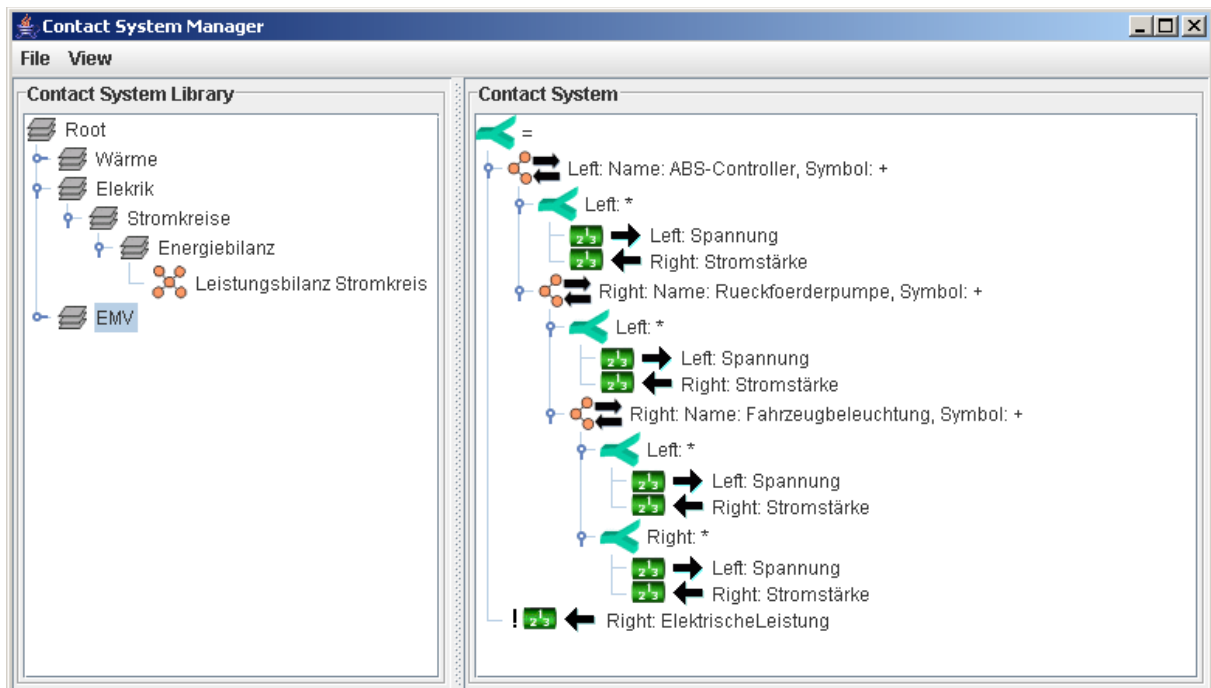 Contact System Manager
File View
Contact System Library
Root
Wärme
Elekrik
Stromkreise
Energiebilanz
Leistungsbilanz Stromkreis
EMV
Contact System
=
Left: Name: ABS-Controller, Symbol: +
Left: *
Left: Spannung
Right: Stromstärke
Right: Name: Rueckfoerderpumpe, Symbol: +
Left: *
Left: Spannung
Right: Stromstärke
Right: Name: Fahrzeugbeleuchtung, Symbol: +
Left: *
Left: Spannung
Right: Stromstärke
Right: *
Left: Spannung
Right: Stromstärke
! Right: ElektrischeLeistung